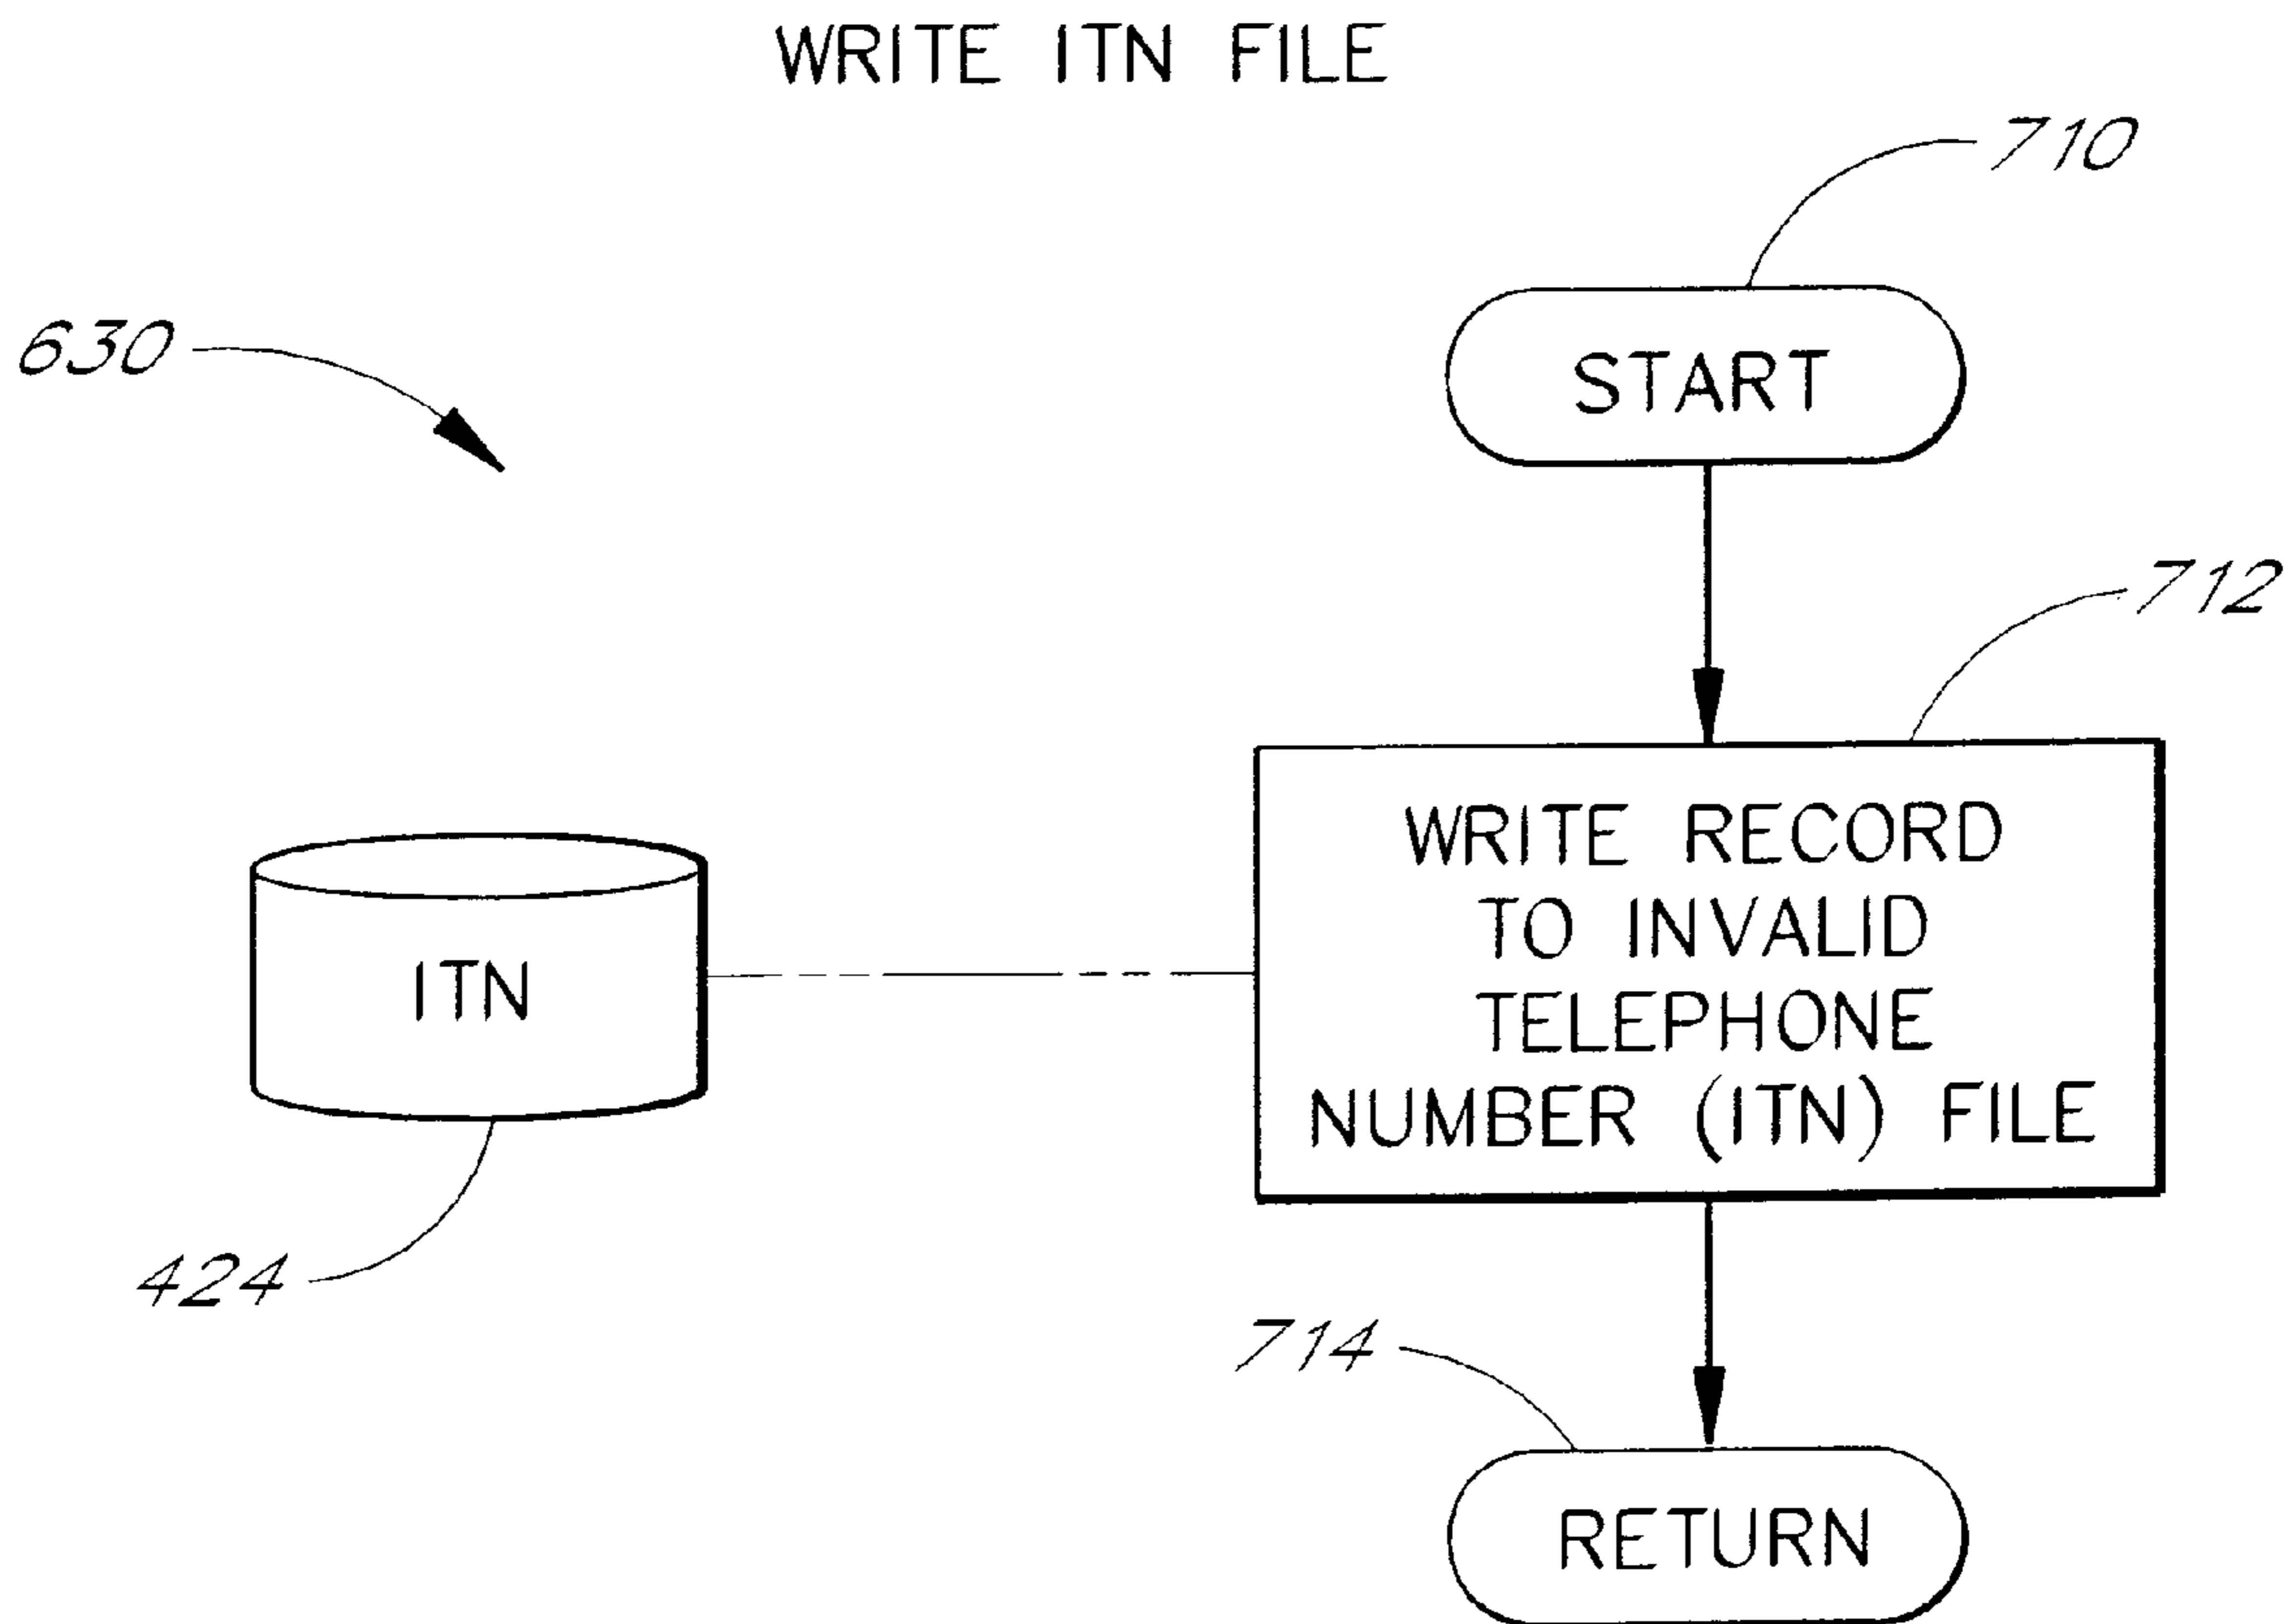 WRITE ITN FILE
710
630
START
712
WRITE RECORD
TO INVALID
TELEPHONE
NUMBER (ITN) FILE
ITN
424
714
RETURN